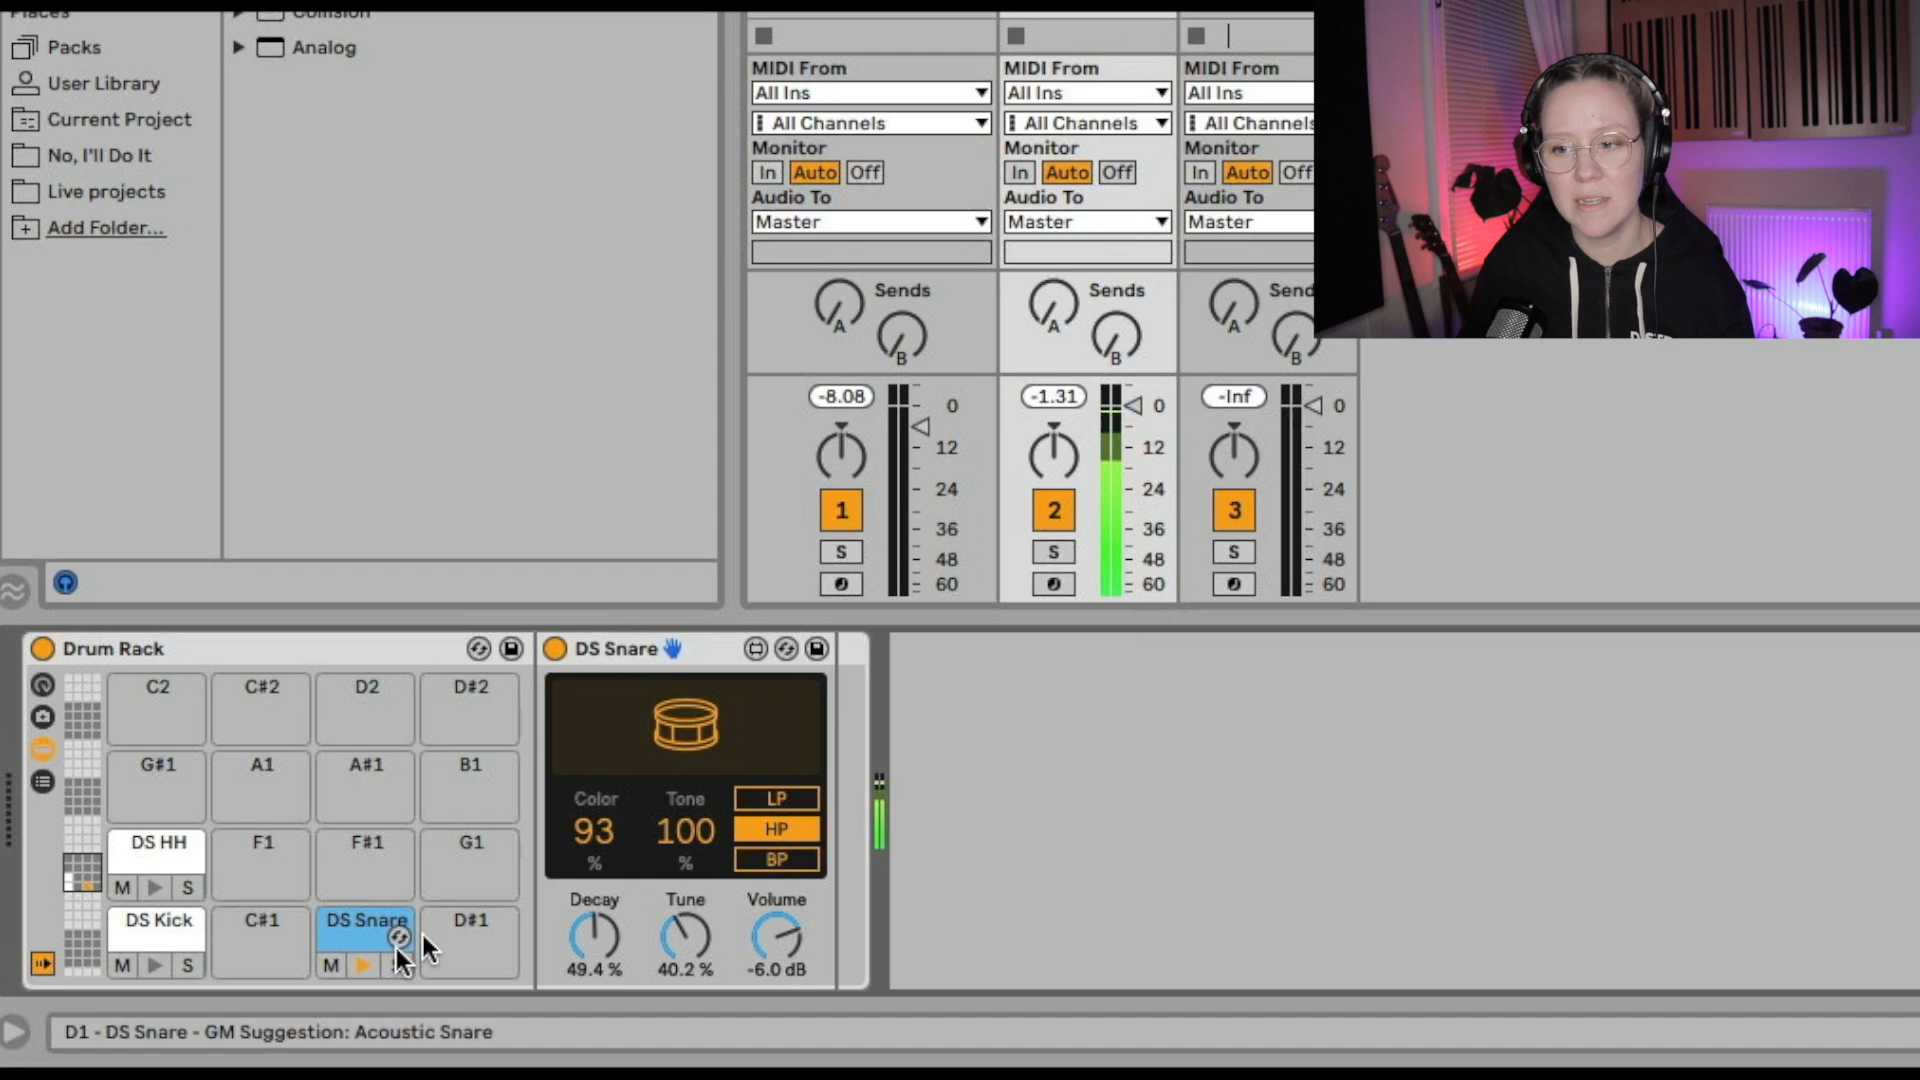 Places
Packs
User Library
Current Project
No, I'll Do It
Live projects
Add Folder...
Collision
Analog
MIDI From
All Ins
All Channels
Monitor
In Auto Off
Audio To
Master
Sends
A
B
-8.08
0
12
24
36
48
60
1
S
MIDI From
All Ins
All Channels
Monitor
In Auto Off
Audio To
Master
Sends
A
B
-1.31
0
12
24
36
48
60
2
S
MIDI From
All Ins
All Channels
Monitor
In Auto Off
Audio To
Master
Send
A
B
-Inf
0
12
24
36
48
60
3
S
Drum Rack
C2 C#2 D2 D#2
G#1 A1 A#1 B1
DS HH F1 F#1 G1
M S
DS Kick C#1 DS Snare D#1
M S M
DS Snare
Color Tone LP
93 100 HP
% % BP
Decay Tune Volume
49.4 % 40.2 % -6.0 dB
D1 - DS Snare - GM Suggestion: Acoustic Snare